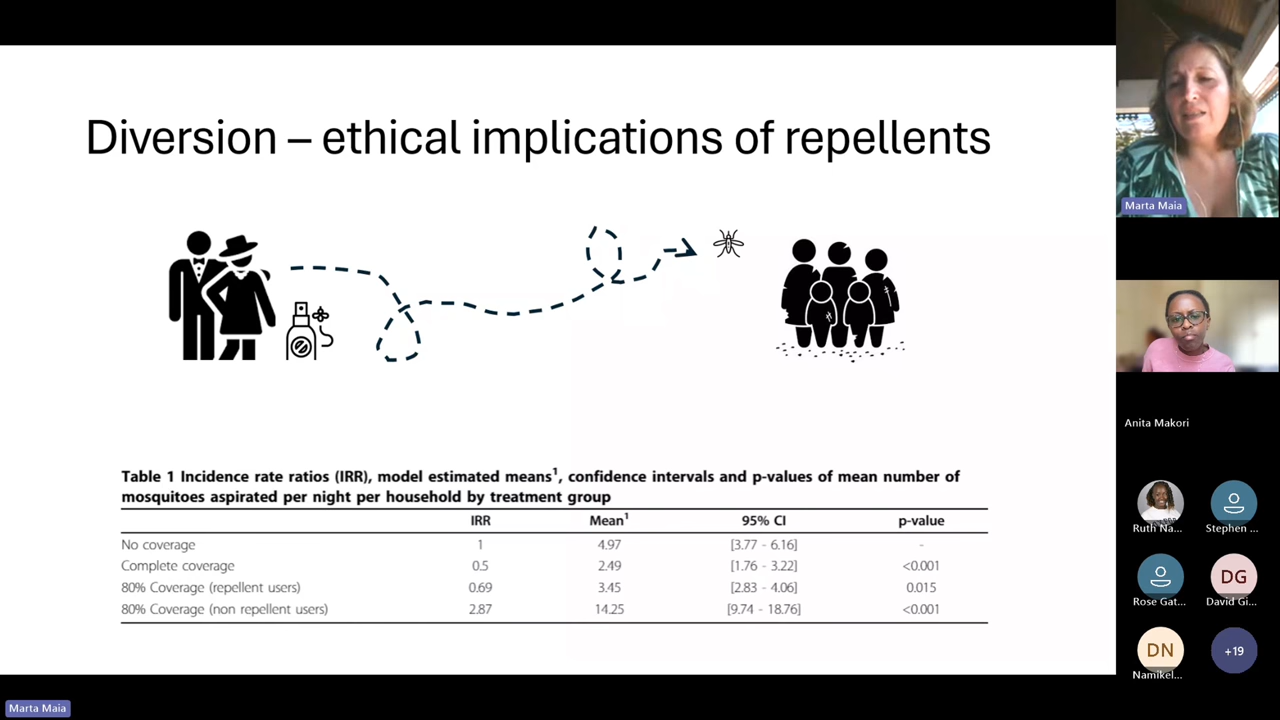 Diversion – ethical implications of repellents
Table 1 Incidence rate ratios (IRR), model estimated means1, confidence intervals and p-values of mean number of
mosquitoes aspirated per night per household by treatment group
IRR Mean1 95% CI p-value
No coverage 1 4.97 [3.77 - 6.16] -
Complete coverage 0.5 2.49 [1.76 - 3.22] <0.001
80% Coverage (repellent users) 0.69 3.45 [2.83 - 4.06] 0.015
80% Coverage (non repellent users) 2.87 14.25 [9.74 - 18.76] <0.001
Marta Maia
Anita Makori
Ruth Na... Stephen ...
DG
Rose Gat... David Gi...
DN +19
Namikel...
Marta Maia